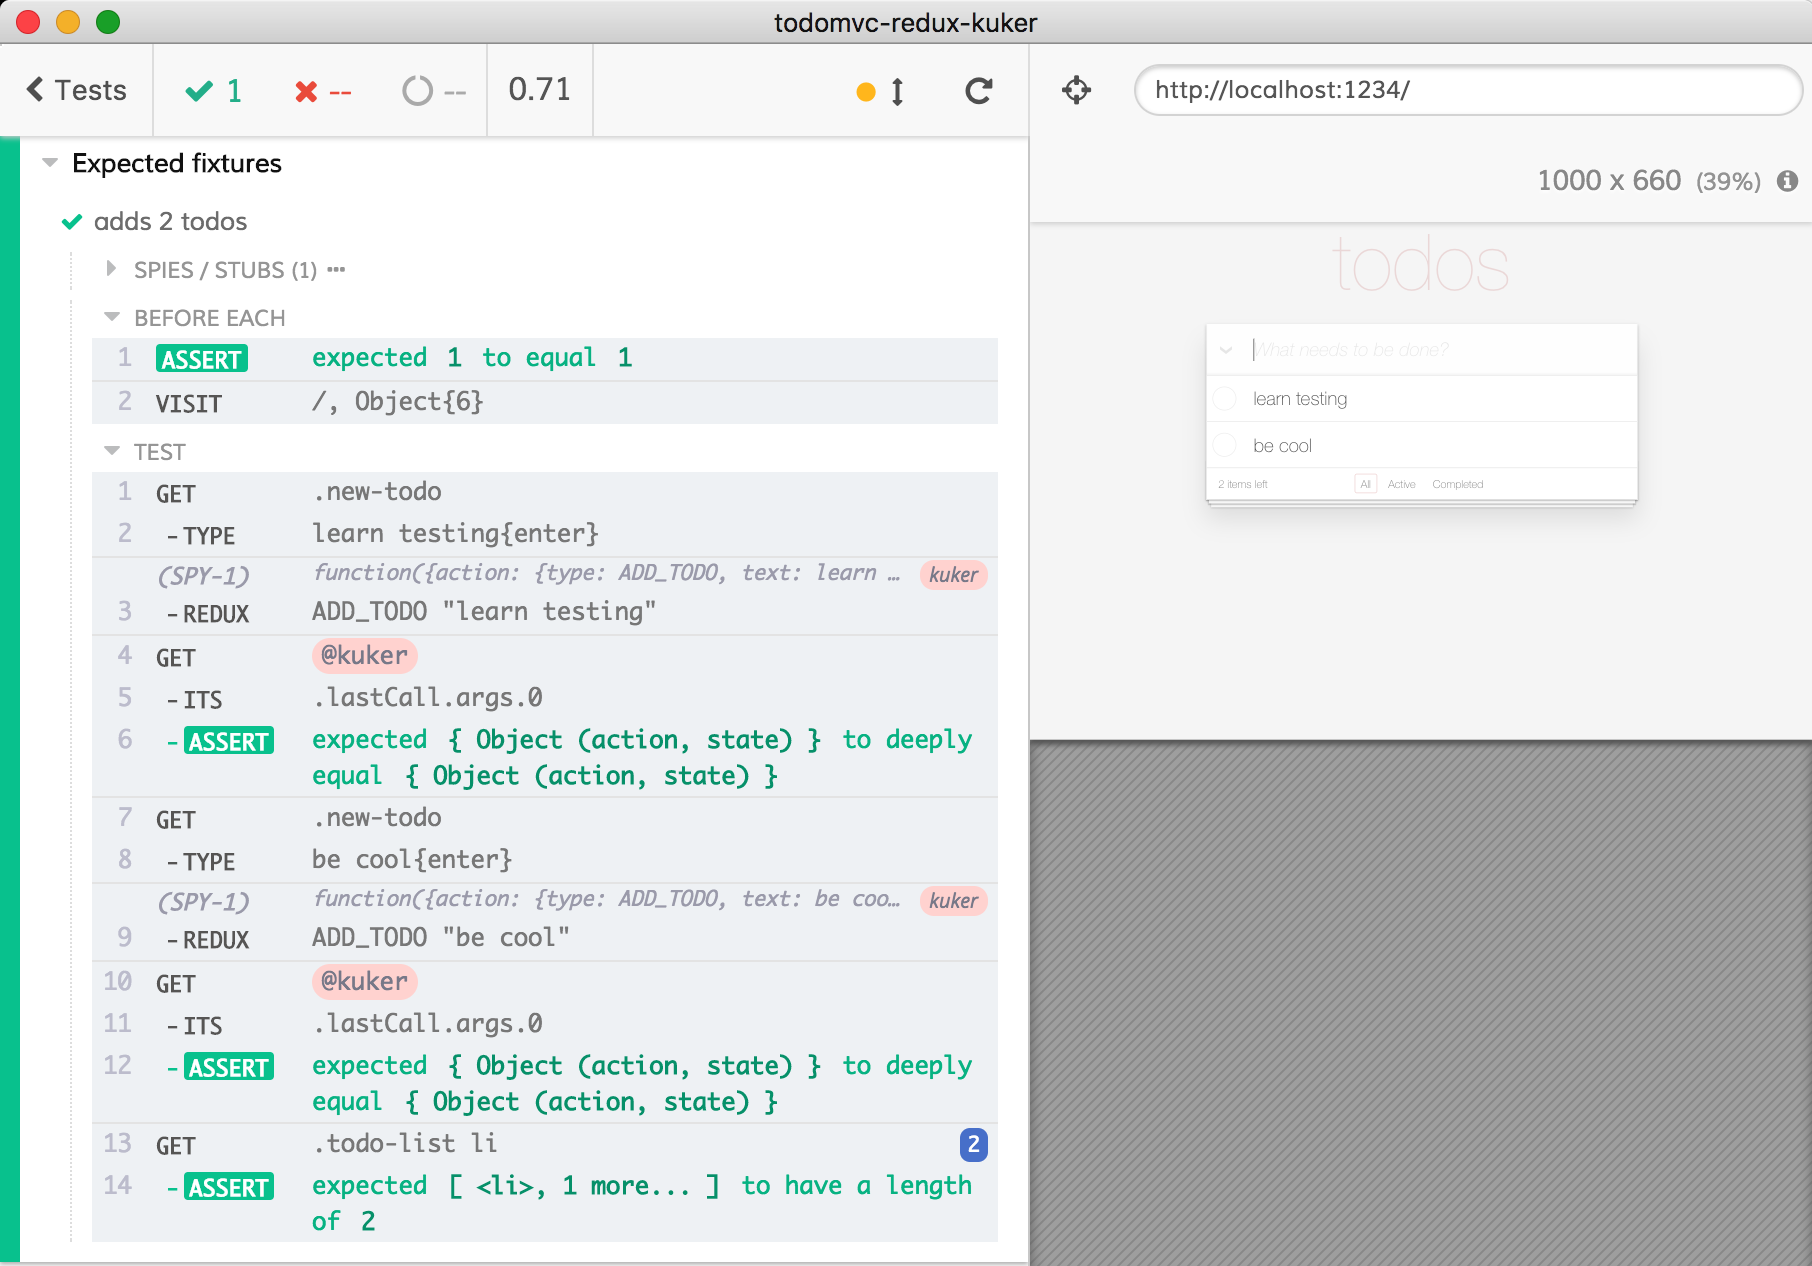 todomvc-redux-kuker
Tests 1 -- -- 0.71
http://localhost:1234/
1000 x 660 (39%)
Expected fixtures
adds 2 todos
SPIES / STUBS (1) •••
BEFORE EACH
1 ASSERT expected 1 to equal 1
2 VISIT /, Object{6}
TEST
1 GET .new-todo
2 -TYPE learn testing{enter}
(SPY-1) function({action: {type: ADD_TODO, text: learn … kuker
3 -REDUX ADD_TODO "learn testing"
4 GET @kuker
5 -ITS .lastCall.args.0
6 -ASSERT expected { Object (action, state) } to deeply
equal { Object (action, state) }
7 GET .new-todo
8 -TYPE be cool{enter}
(SPY-1) function({action: {type: ADD_TODO, text: be coo… kuker
9 -REDUX ADD_TODO "be cool"
10 GET @kuker
11 -ITS .lastCall.args.0
12 -ASSERT expected { Object (action, state) } to deeply
equal { Object (action, state) }
13 GET .todo-list li 2
14 -ASSERT expected [ <li>, 1 more... ] to have a length
of 2
todos
What needs to be done?
learn testing
be cool
2 items left All Active Completed